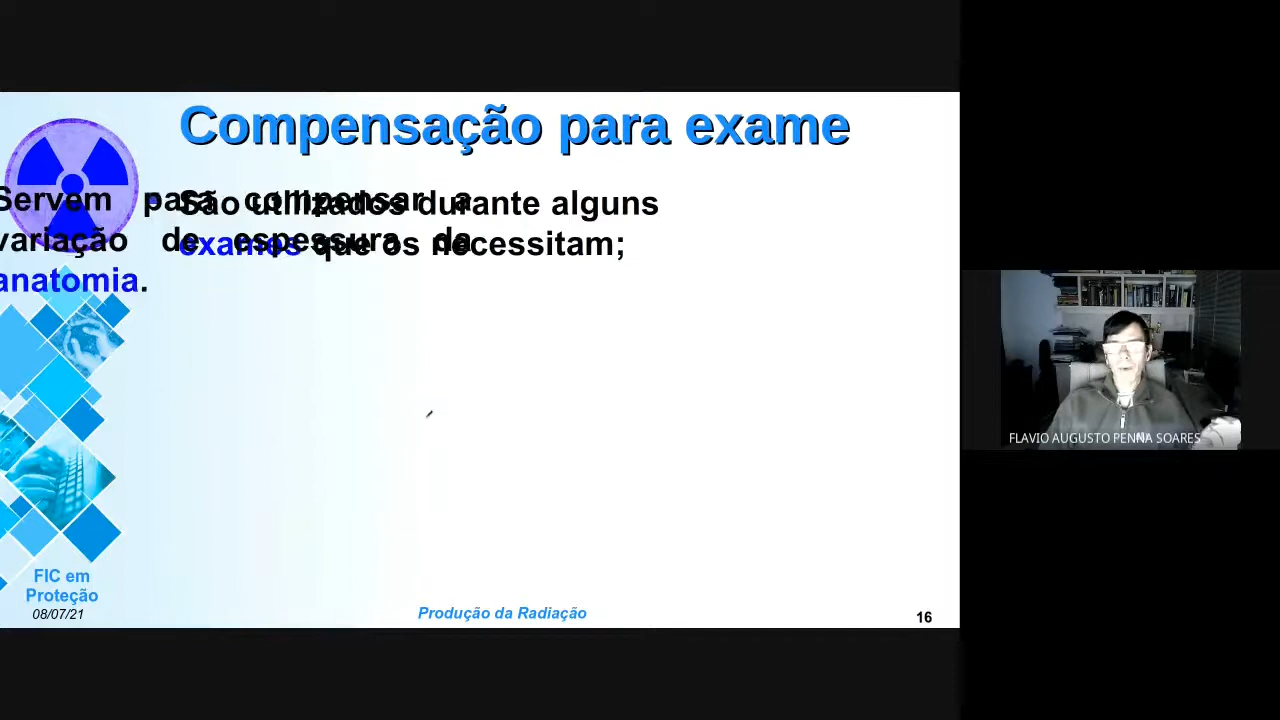 Compensação para exame
São utilizados durante alguns
exames que os necessitam;
Servem para compensar a
variação de espessura da
anatomia.
FLAVIO AUGUSTO PENNA SOARES
FIC em
Proteção
08/07/21
Produção da Radiação
16